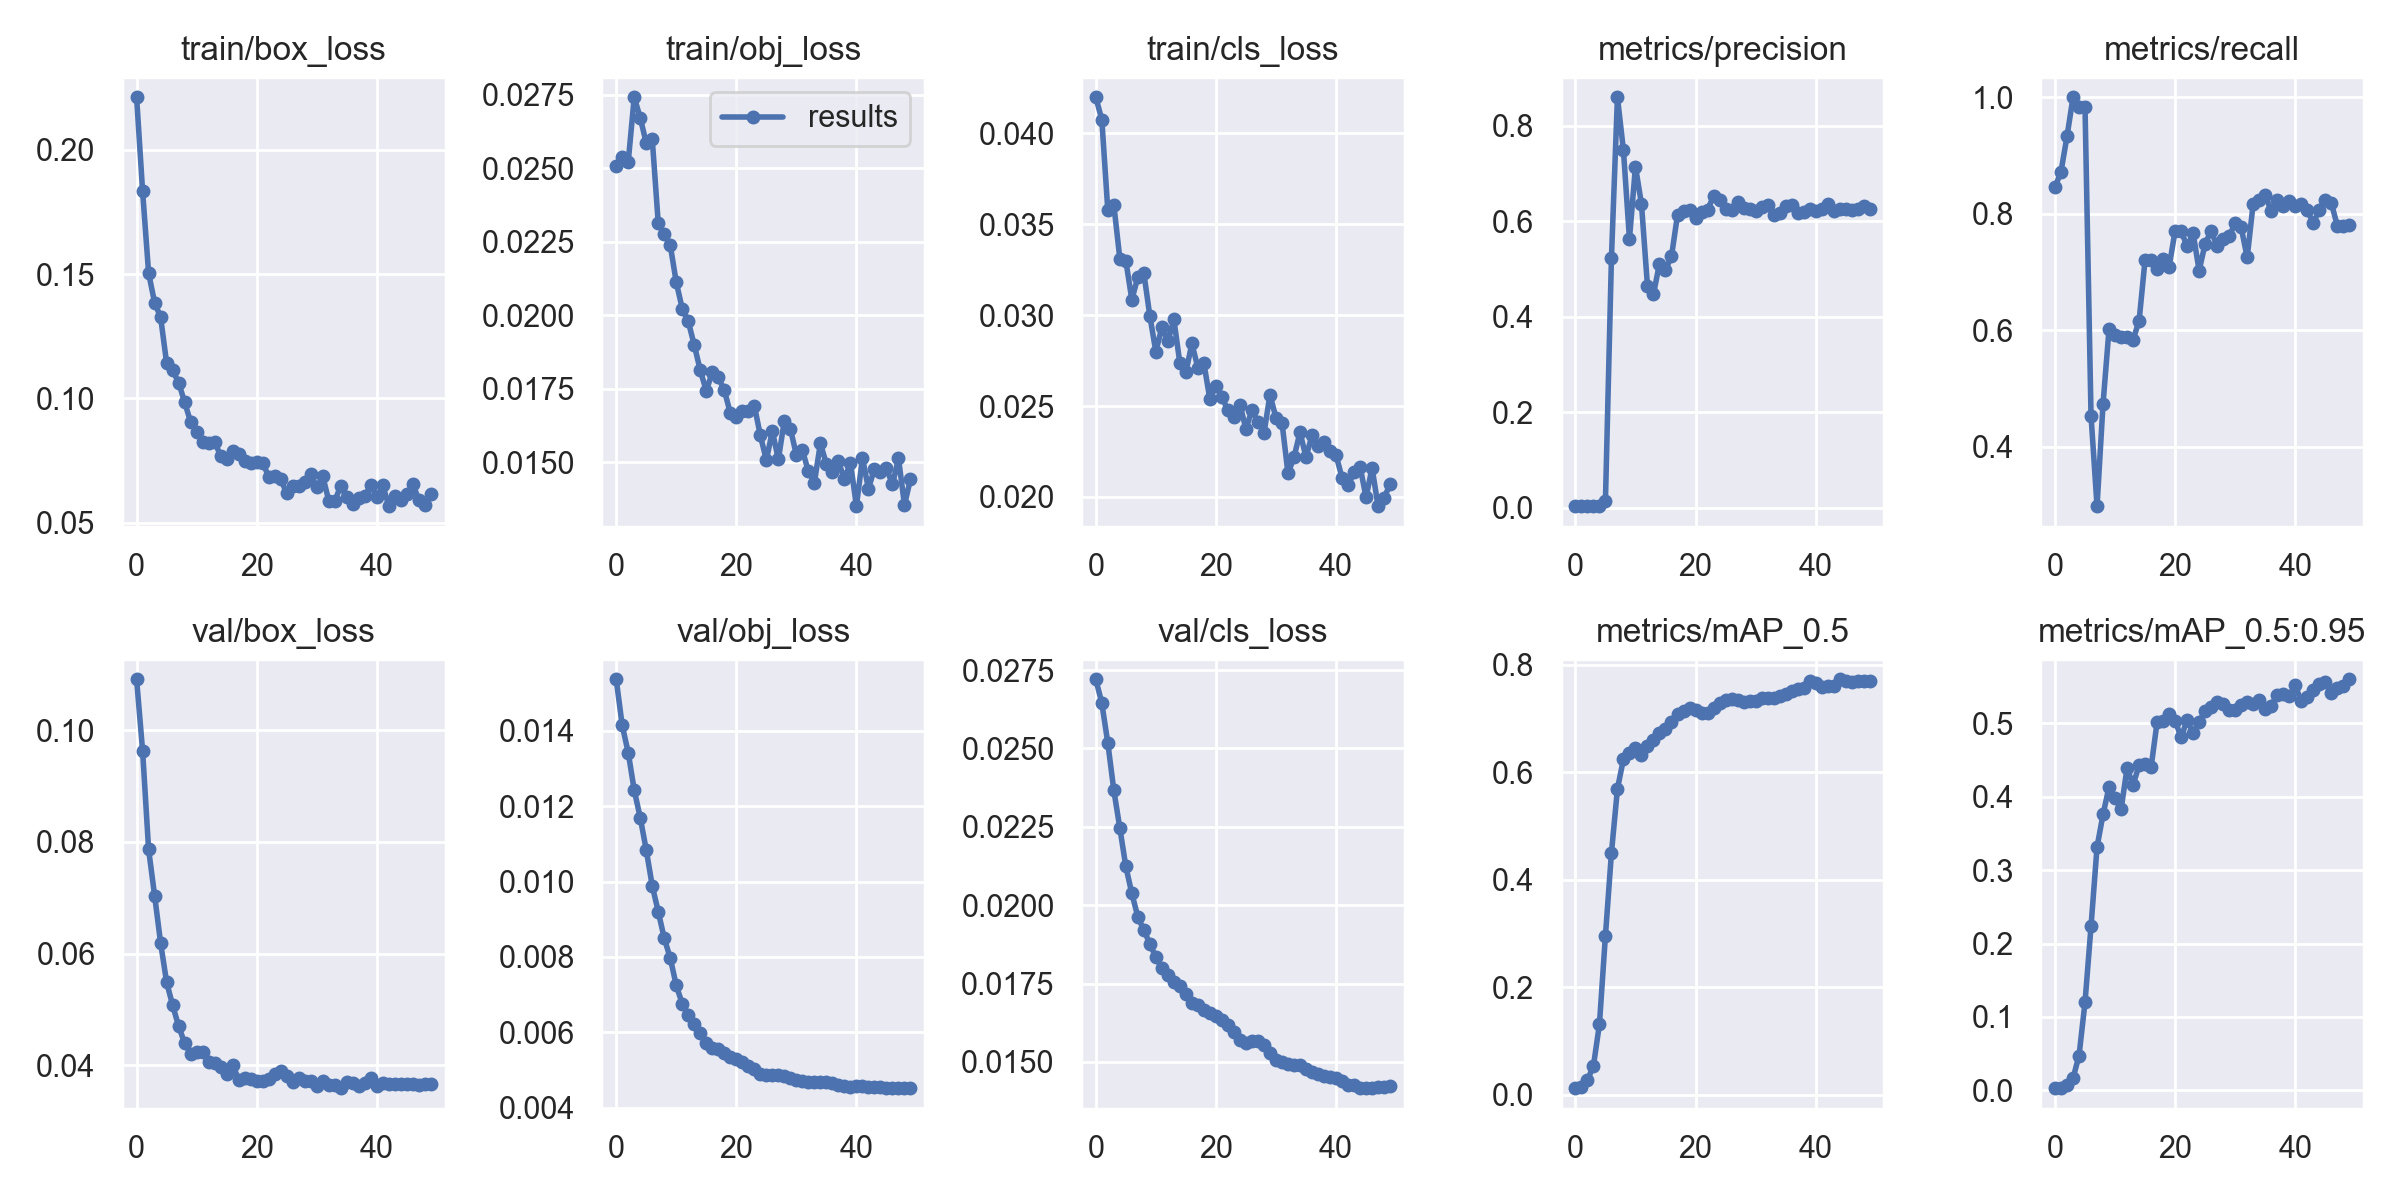 train/box_loss
0.20
0.15
0.10
0.05
0 20 40
train/obj_loss
results
0.0275
0.0250
0.0225
0.0200
0.0175
0.0150
0 20 40
train/cls_loss
0.040
0.035
0.030
0.025
0.020
0 20 40
metrics/precision
0.8
0.6
0.4
0.2
0.0
0 20 40
metrics/recall
1.0
0.8
0.6
0.4
0 20 40
val/box_loss
0.10
0.08
0.06
0.04
0 20 40
val/obj_loss
0.014
0.012
0.010
0.008
0.006
0.004
0 20 40
val/cls_loss
0.0275
0.0250
0.0225
0.0200
0.0175
0.0150
0 20 40
metrics/mAP_0.5
0.8
0.6
0.4
0.2
0.0
0 20 40
metrics/mAP_0.5:0.95
0.5
0.4
0.3
0.2
0.1
0.0
0 20 40